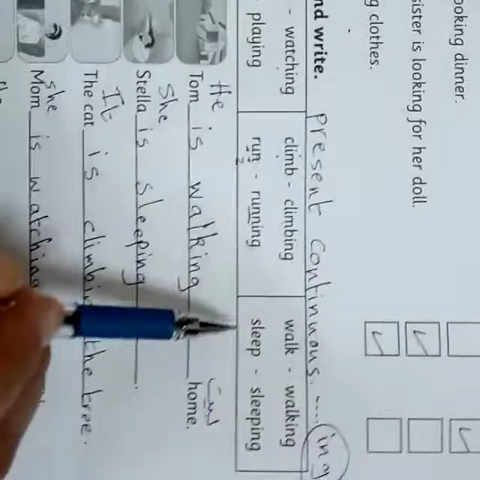 ooking dinner.
sister is looking for her doll.
g clothes.
nd write. present continuous. .... ing
- watching climb - climbing walk - walking
- playing run - running sleep - sleeping
He
Tom is walking home.
She
Stella is sleeping.
It
The cat is climbin the tree.
she
Mom is watching